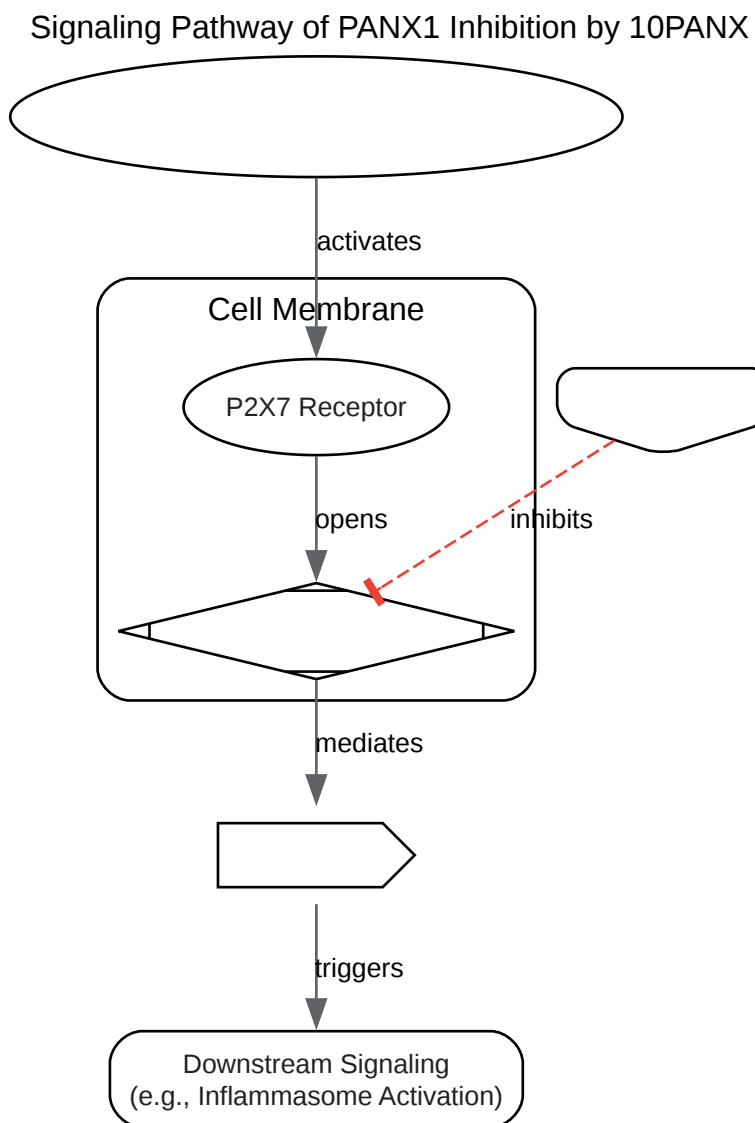 Signaling Pathway of PANX1 Inhibition by 10PANX
activates
Cell Membrane
P2X7 Receptor
opens
inhibits
mediates
triggers
Downstream Signaling
(e.g., Inflammasome Activation)